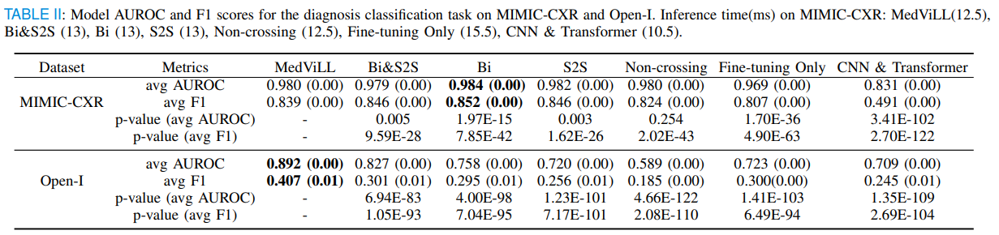 TABLE II: Model AUROC and F1 scores for the diagnosis classification task on MIMIC-CXR and Open-I. Inference time(ms) on MIMIC-CXR: MedViLL(12.5),
Bi&S2S (13), Bi (13), S2S (13), Non-crossing (12.5), Fine-tuning Only (15.5), CNN & Transformer (10.5).
Dataset Metrics MedViLL Bi&S2S Bi S2S Non-crossing Fine-tuning Only CNN & Transformer
avg AUROC 0.980 (0.00) 0.979 (0.00) 0.984 (0.00) 0.982 (0.00) 0.980 (0.00) 0.969 (0.00) 0.831 (0.00)
MIMIC-CXR avg F1 0.839 (0.00) 0.846 (0.00) 0.852 (0.00) 0.846 (0.00) 0.824 (0.00) 0.807 (0.00) 0.491 (0.00)
p-value (avg AUROC) - 0.005 1.97E-15 0.003 0.254 1.70E-36 3.41E-102
p-value (avg F1) - 9.59E-28 7.85E-42 1.62E-26 2.02E-43 4.90E-63 2.70E-122
avg AUROC 0.892 (0.00) 0.827 (0.00) 0.758 (0.00) 0.720 (0.00) 0.589 (0.00) 0.723 (0.00) 0.709 (0.00)
Open-I avg F1 0.407 (0.01) 0.301 (0.01) 0.295 (0.01) 0.256 (0.01) 0.185 (0.00) 0.300(0.00) 0.245 (0.01)
p-value (avg AUROC) - 6.94E-83 4.00E-98 1.23E-101 4.66E-122 1.41E-103 1.35E-109
p-value (avg F1) - 1.05E-93 7.04E-95 7.17E-101 2.08E-110 6.49E-94 2.69E-104